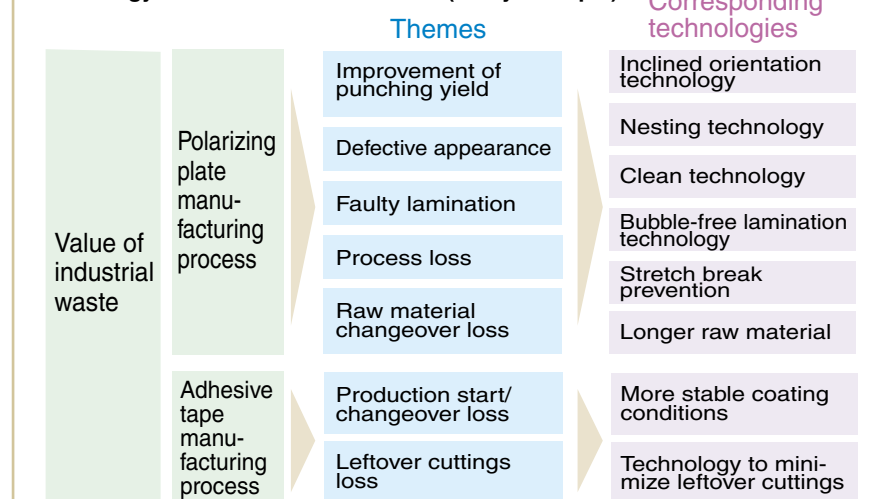 Corresponding
technologies
Themes
Value of
industrial
waste
Polarizing
plate
manu-
facturing
process
Improvement of
punching yield
Defective appearance
Faulty lamination
Process loss
Raw material
changeover loss
Inclined orientation
technology
Nesting technology
Clean technology
Bubble-free lamination
technology
Stretch break
prevention
Longer raw material
Adhesive
tape
manu-
facturing
process
Production start/
changeover loss
Leftover cuttings
loss
More stable coating
conditions
Technology to mini-
mize leftover cuttings